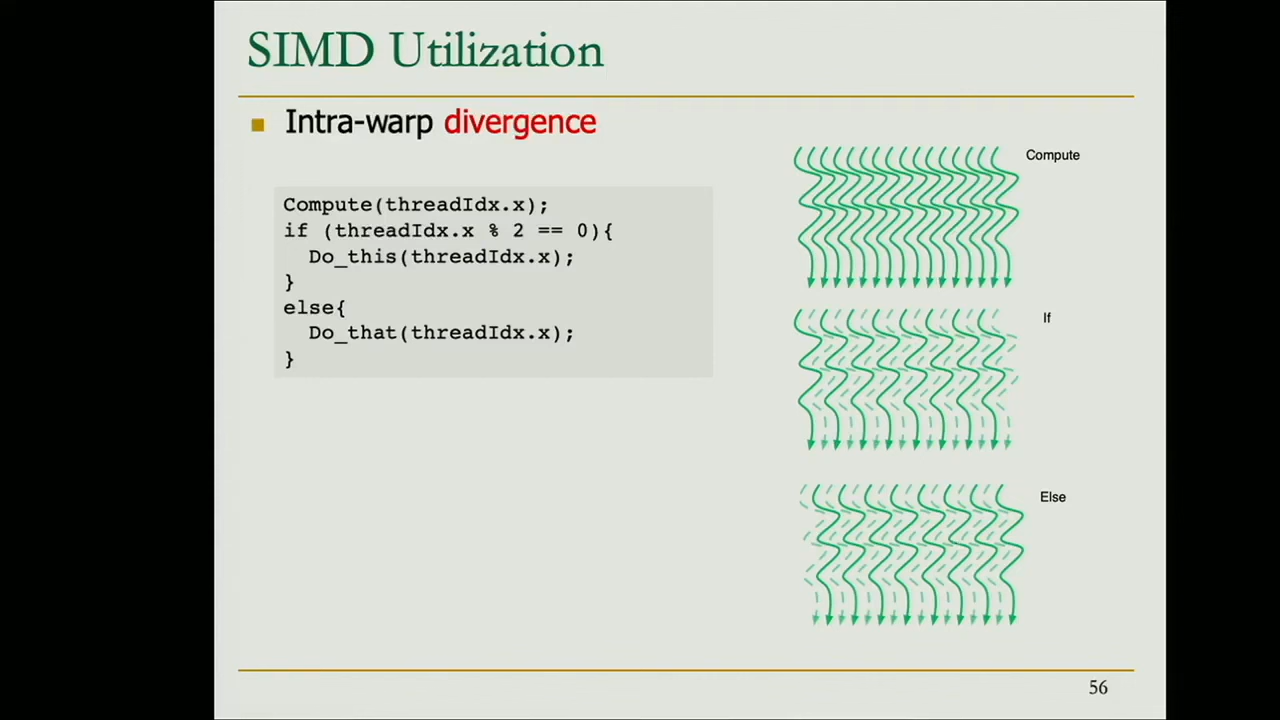 SIMD Utilization
Intra-warp divergence
Compute(threadIdx.x);
if (threadIdx.x % 2 == 0){
  Do_this(threadIdx.x);
}
else{
  Do_that(threadIdx.x);
}
Compute
If
Else
56